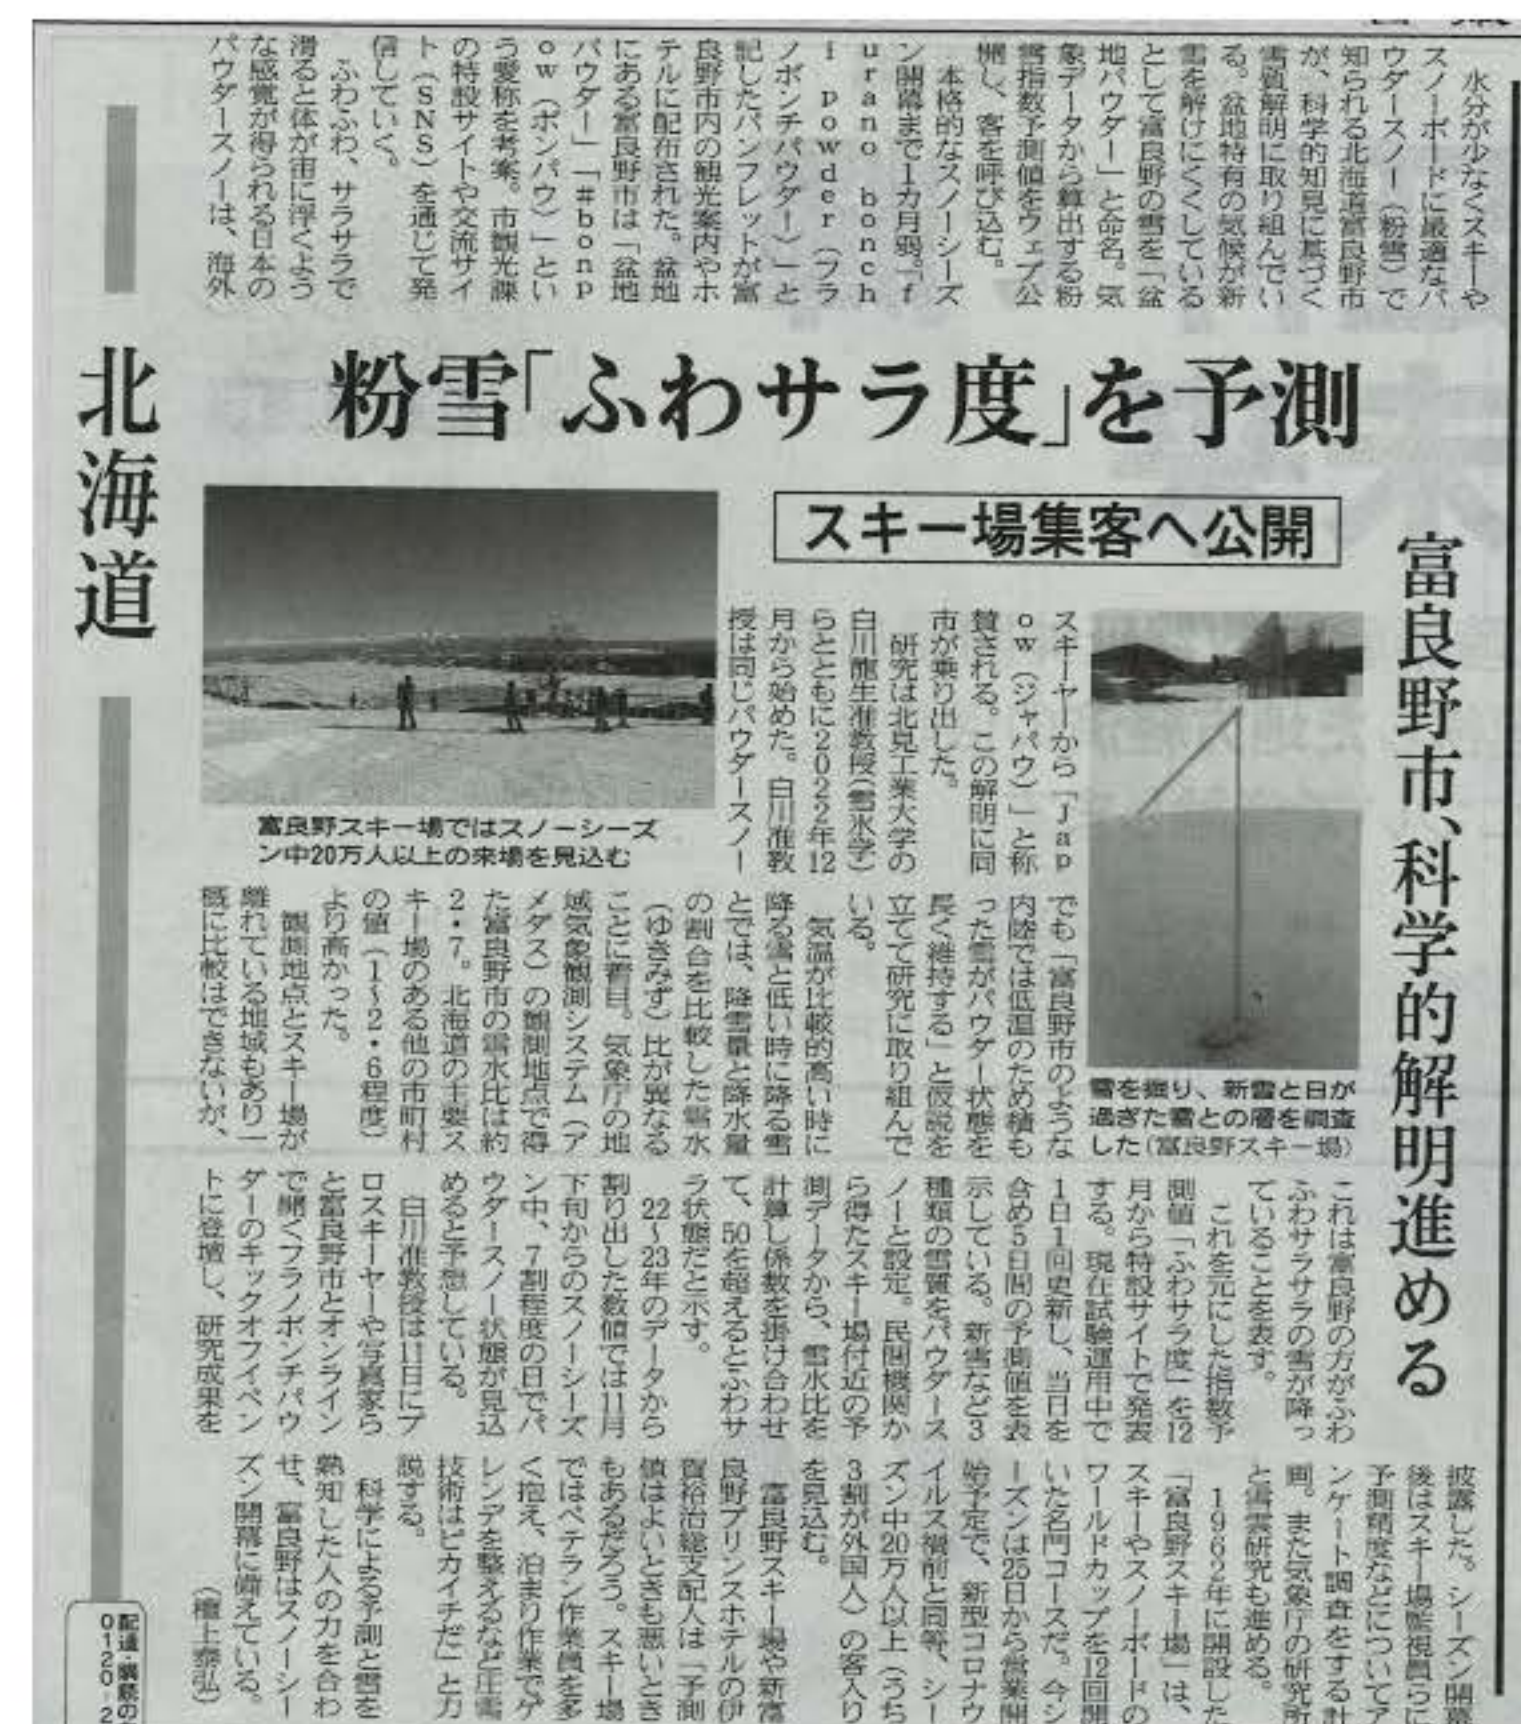 水分が少なくスキーや
スノーボードに最適なパ
ウダースノー(粉雪)で
知られる北海道富良野市
が、科学的知見に基づく
雪質解明に取り組んでい
る。盆地特有の気候が新
雪を解けにくくしている
として富良野の雪を「盆
地パウダー」と命名。気
象データから算出する粉
雪指数予測値をウェブ公
開し、客を呼び込む。
本格的なスノーシーズ
ン開幕まで1カ月弱。「f
urano bonch
i powder(フラ
ノボンチパウダー)」と
記したパンフレットが富
良野市内の観光案内やホ
テルに配布された。盆地
にある富良野市は「盆地
パウダー」「#bonp
ow(ボンパウ)」とい
う愛称を考案。市観光課
の特設サイトや交流サイ
ト(SNS)を通じて発
信していく。
ふわふわ、サラサラで
滑ると体が宙に浮くよう
な感覚が得られる日本の
パウダースノーは、海外
北海道
粉雪「ふわサラ度」を予測
スキー場集客へ公開
富良野市、科学的解明進める
スキーヤーから「Jap
ow(ジャパウ)」と称
賛される。この解明に同
市が乗り出した。
研究は北見工業大学の
白川龍生准教授(雪氷学)
らとともに2022年12
月から始めた。白川准教
授は同じパウダースノー
富良野スキー場ではスノーシーズ
ン中20万人以上の来場を見込む
雪を掘り、新雪と日が
過ぎた雪との層を調査
した(富良野スキー場)
でも「富良野市のような
内陸では低温のため積も
った雪がパウダー状態を
長く維持する」と仮説を
立てて研究に取り組んで
いる。
気温が比較的高い時に
降る雪と低い時に降る雪
とでは、降雪量と降水量
の割合を比較した雪水
(ゆきみず)比が異なる
ことに着目。気象庁の地
域気象観測システム(ア
メダス)の観測地点で得
た富良野市の雪水比は約
2・7。北海道の主要ス
キー場のある他の市町村
の値(1〜2・6程度)
より高かった。
観測地点とスキー場が
離れている地域もあり一
概に比較はできないが、
これは富良野の方がふわ
ふわサラサラの雪が降っ
ていることを表す。
これを元にした指数予
測値「ふわサラ度」を12
月から特設サイトで発表
する。現在試験運用中で
1日1回更新し、当日を
含め5日間の予測値を表
示している。新雪など3
種類の雪質をパウダース
ノーと設定。民間機関か
ら得たスキー場付近の予
測データから、雪水比を
計算し係数を掛け合わせ
て、50を超えるとふわサ
ラ状態だと示す。
22〜23年のデータから
割り出した数値では11月
下旬からのスノーシーズ
ン中、7割程度の日でパ
ウダースノー状態が見込
めると予想している。
白川准教授は11日にプ
ロスキーヤーや写真家ら
と富良野市とオンライン
で開くフラノボンチパウ
ダーのキックオフイベン
トに登壇し、研究成果を
披露した。シーズン開幕
後はスキー場監視員らに
予測精度などについてア
ンケート調査をする計
画。また気象庁の研究所
と雪雲研究も進める。
1962年に開設した
「富良野スキー場」は、
スキーやスノーボードの
ワールドカップを12回開
いた名門コースだ。今シ
ーズンは25日から営業開
始予定で、新型コロナウ
イルス禍前と同等、シー
ズン中20万人以上(うち
3割が外国人)の客入り
を見込む。
富良野スキー場や新富
良野プリンスホテルの伊
賀裕治総支配人は「予測
値はよいときも悪いとき
もあるだろう。スキー場
ではベテラン作業員を多
く抱え、泊まり作業でゲ
レンデを整えるなど圧雪
技術はピカイチだ」と力
説する。
科学による予測と雪を
熟知した人の力を合わ
せ、富良野はスノーシー
ズン開幕に備えている。
(檀上泰弘)
配達・購読の
0120-2